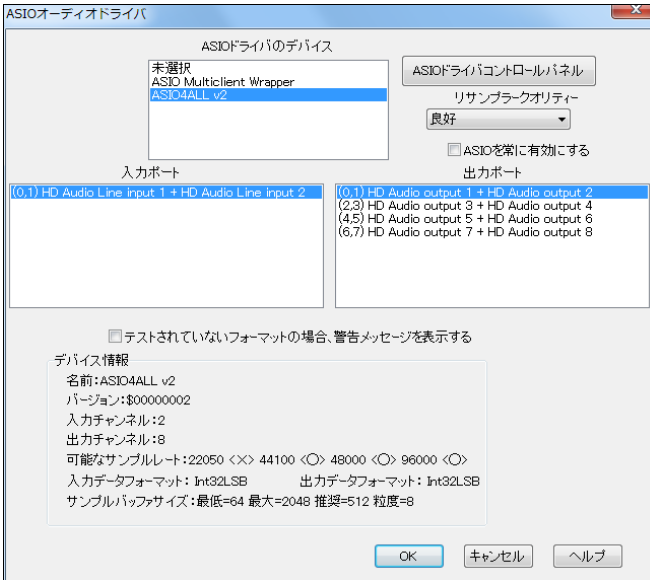 ASIOオーディオドライバ
ASIOドライバのデバイス
未選択
ASIO Multiclient Wrapper
ASIO4ALL v2
ASIOドライバコントロールパネル
リサンプラークオリティー
良好
ASIOを常に有効にする
入力ポート
(0,1) HD Audio Line input 1 + HD Audio Line input 2
出力ポート
(0,1) HD Audio output 1 + HD Audio output 2
(2,3) HD Audio output 3 + HD Audio output 4
(4,5) HD Audio output 5 + HD Audio output 6
(6,7) HD Audio output 7 + HD Audio output 8
テストされていないフォーマットの場合、警告メッセージを表示する
デバイス情報
名前:ASIO4ALL v2
バージョン:$00000002
入力チャンネル:2
出力チャンネル:8
可能なサンプルレート:22050 <×> 44100 <○> 48000 <○> 96000 <○>
入力データフォーマット: Int32LSB 出力データフォーマット: Int32LSB
サンプルバッファサイズ:最低=64 最大=2048 推奨=512 粒度=8
OK
キャンセル
ヘルプ